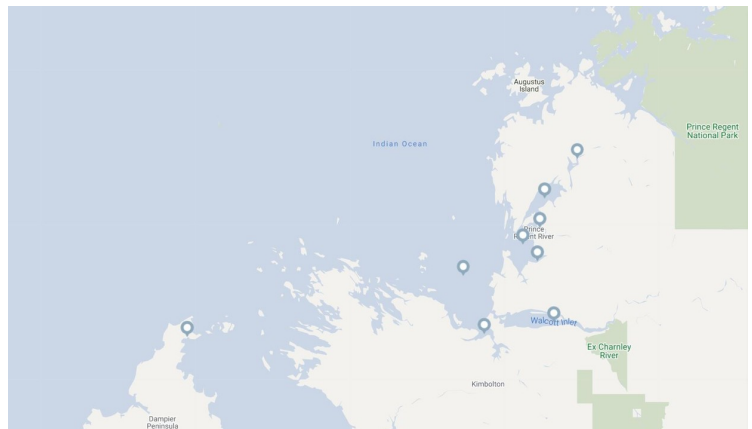 Augustus
Island
Prince Regent
National Park
Indian Ocean
Prince
Regent River
Walcott Inlet
Ex Charnley
River
Kimbolton
Dampier
Peninsula